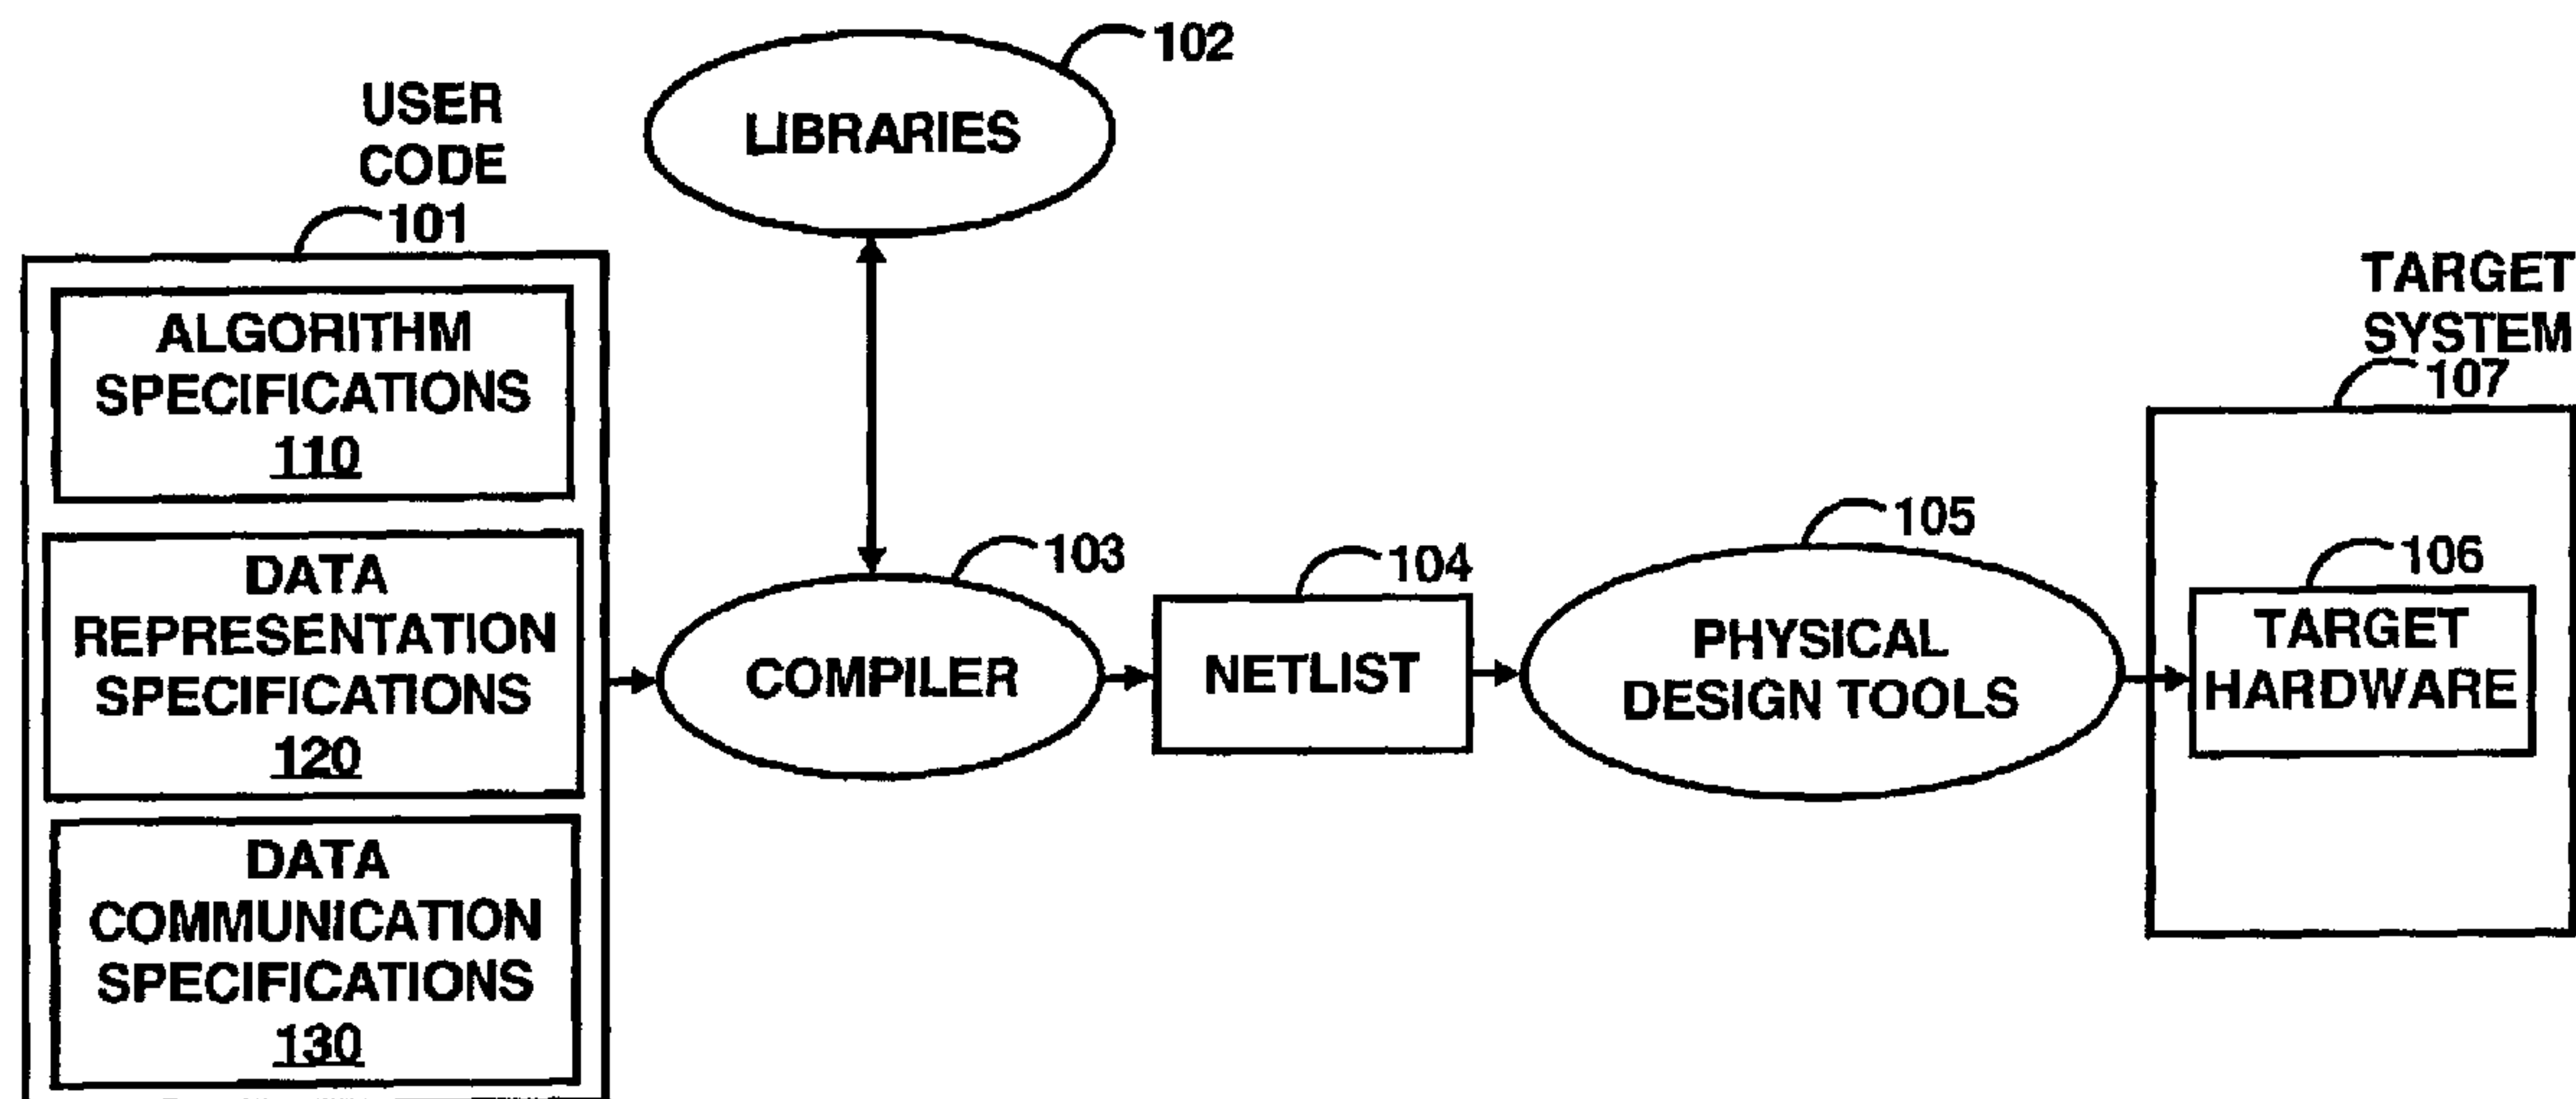 USER
CODE
101
ALGORITHM
SPECIFICATIONS
110
DATA
REPRESENTATION
SPECIFICATIONS
120
DATA
COMMUNICATION
SPECIFICATIONS
130
102
LIBRARIES
103
COMPILER
104
NETLIST
105
PHYSICAL
DESIGN TOOLS
TARGET
SYSTEM
107
106
TARGET
HARDWARE